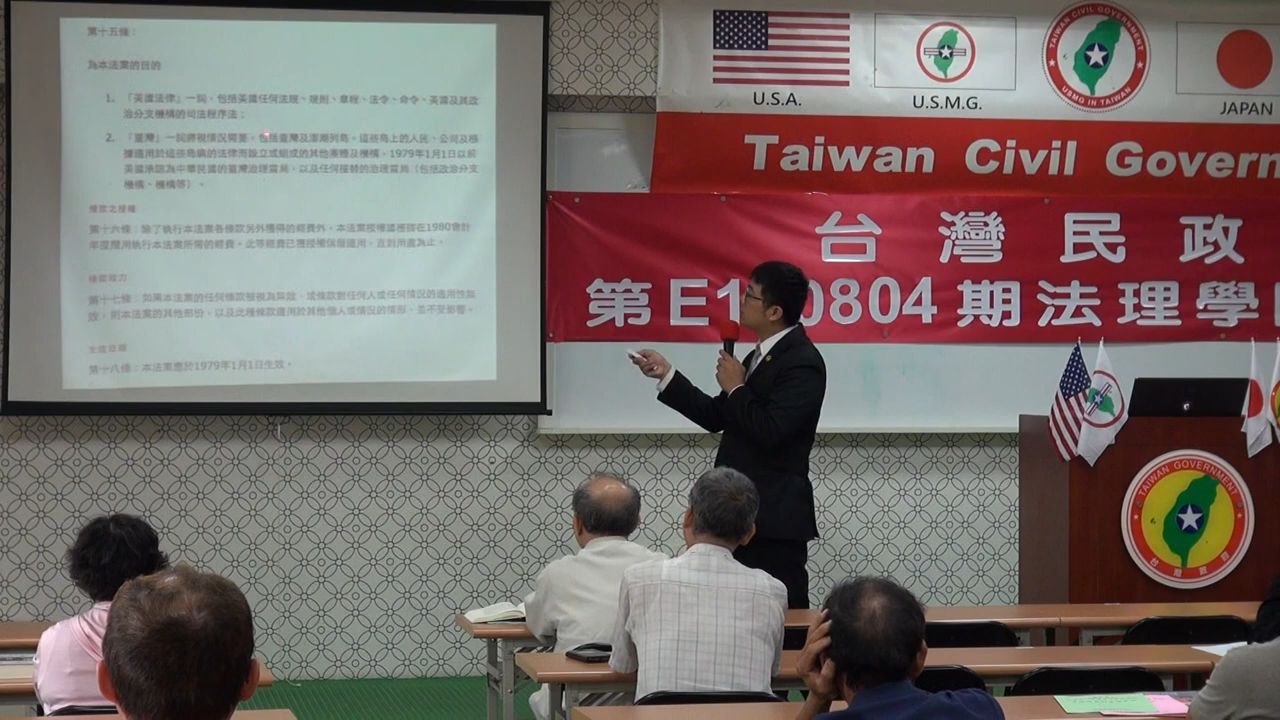 第十五條：
為本法案的目的
1. 「美國法律」一詞，包括美國任何法規、規則、章程、法令、命令、美國及其政
治分支機構的司法程序法；
2. 「臺灣」一詞將視情況需要，包括臺灣及澎湖列島，這些島上的人民、公司及根
據適用於這些島嶼的法律而設立或組成的其他團體及機構，1979年1月1日以前
美國承認為中華民國的臺灣治理當局，以及任何接替的治理當局（包括政治分支
機構、機構等）。
第十六條：除了執行本法案各條款另外獲得的經費外，本法案授權國務卿在1980會計
年度撥用執行本法案所需的經費。此等經費已獲授權保留運用，直到用盡為止。
條款效力
第十七條：如果本法案的任何條款被視為無效，或條款對任何人或任何情況的適用性無
效，則本法案的其他部份，以及此種條款適用於其他個人或情況的情形，並不受影響。
生效日期
第十八條：本法案應於1979年1月1日生效。
U.S.A.
U.S.M.G.
TAIWAN CIVIL GOVERNMENT
USMG IN TAIWAN
JAPAN
Taiwan Civil Governm
台灣民政
第E1 0804期法理學
TAIWAN GOVERNMENT
台灣政府